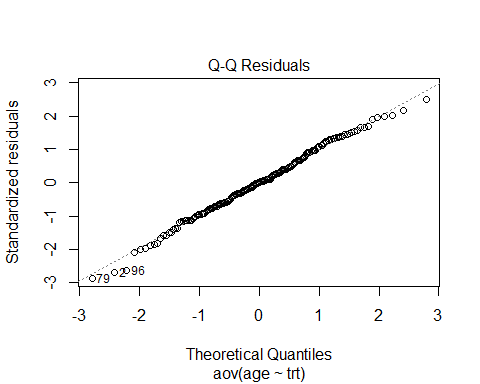 Q-Q Residuals
Standardized residuals
3
2
1
0
-1
-2
-3
79
2
96
-3 -2 -1 0 1 2 3
Theoretical Quantiles
aov(age ~ trt)